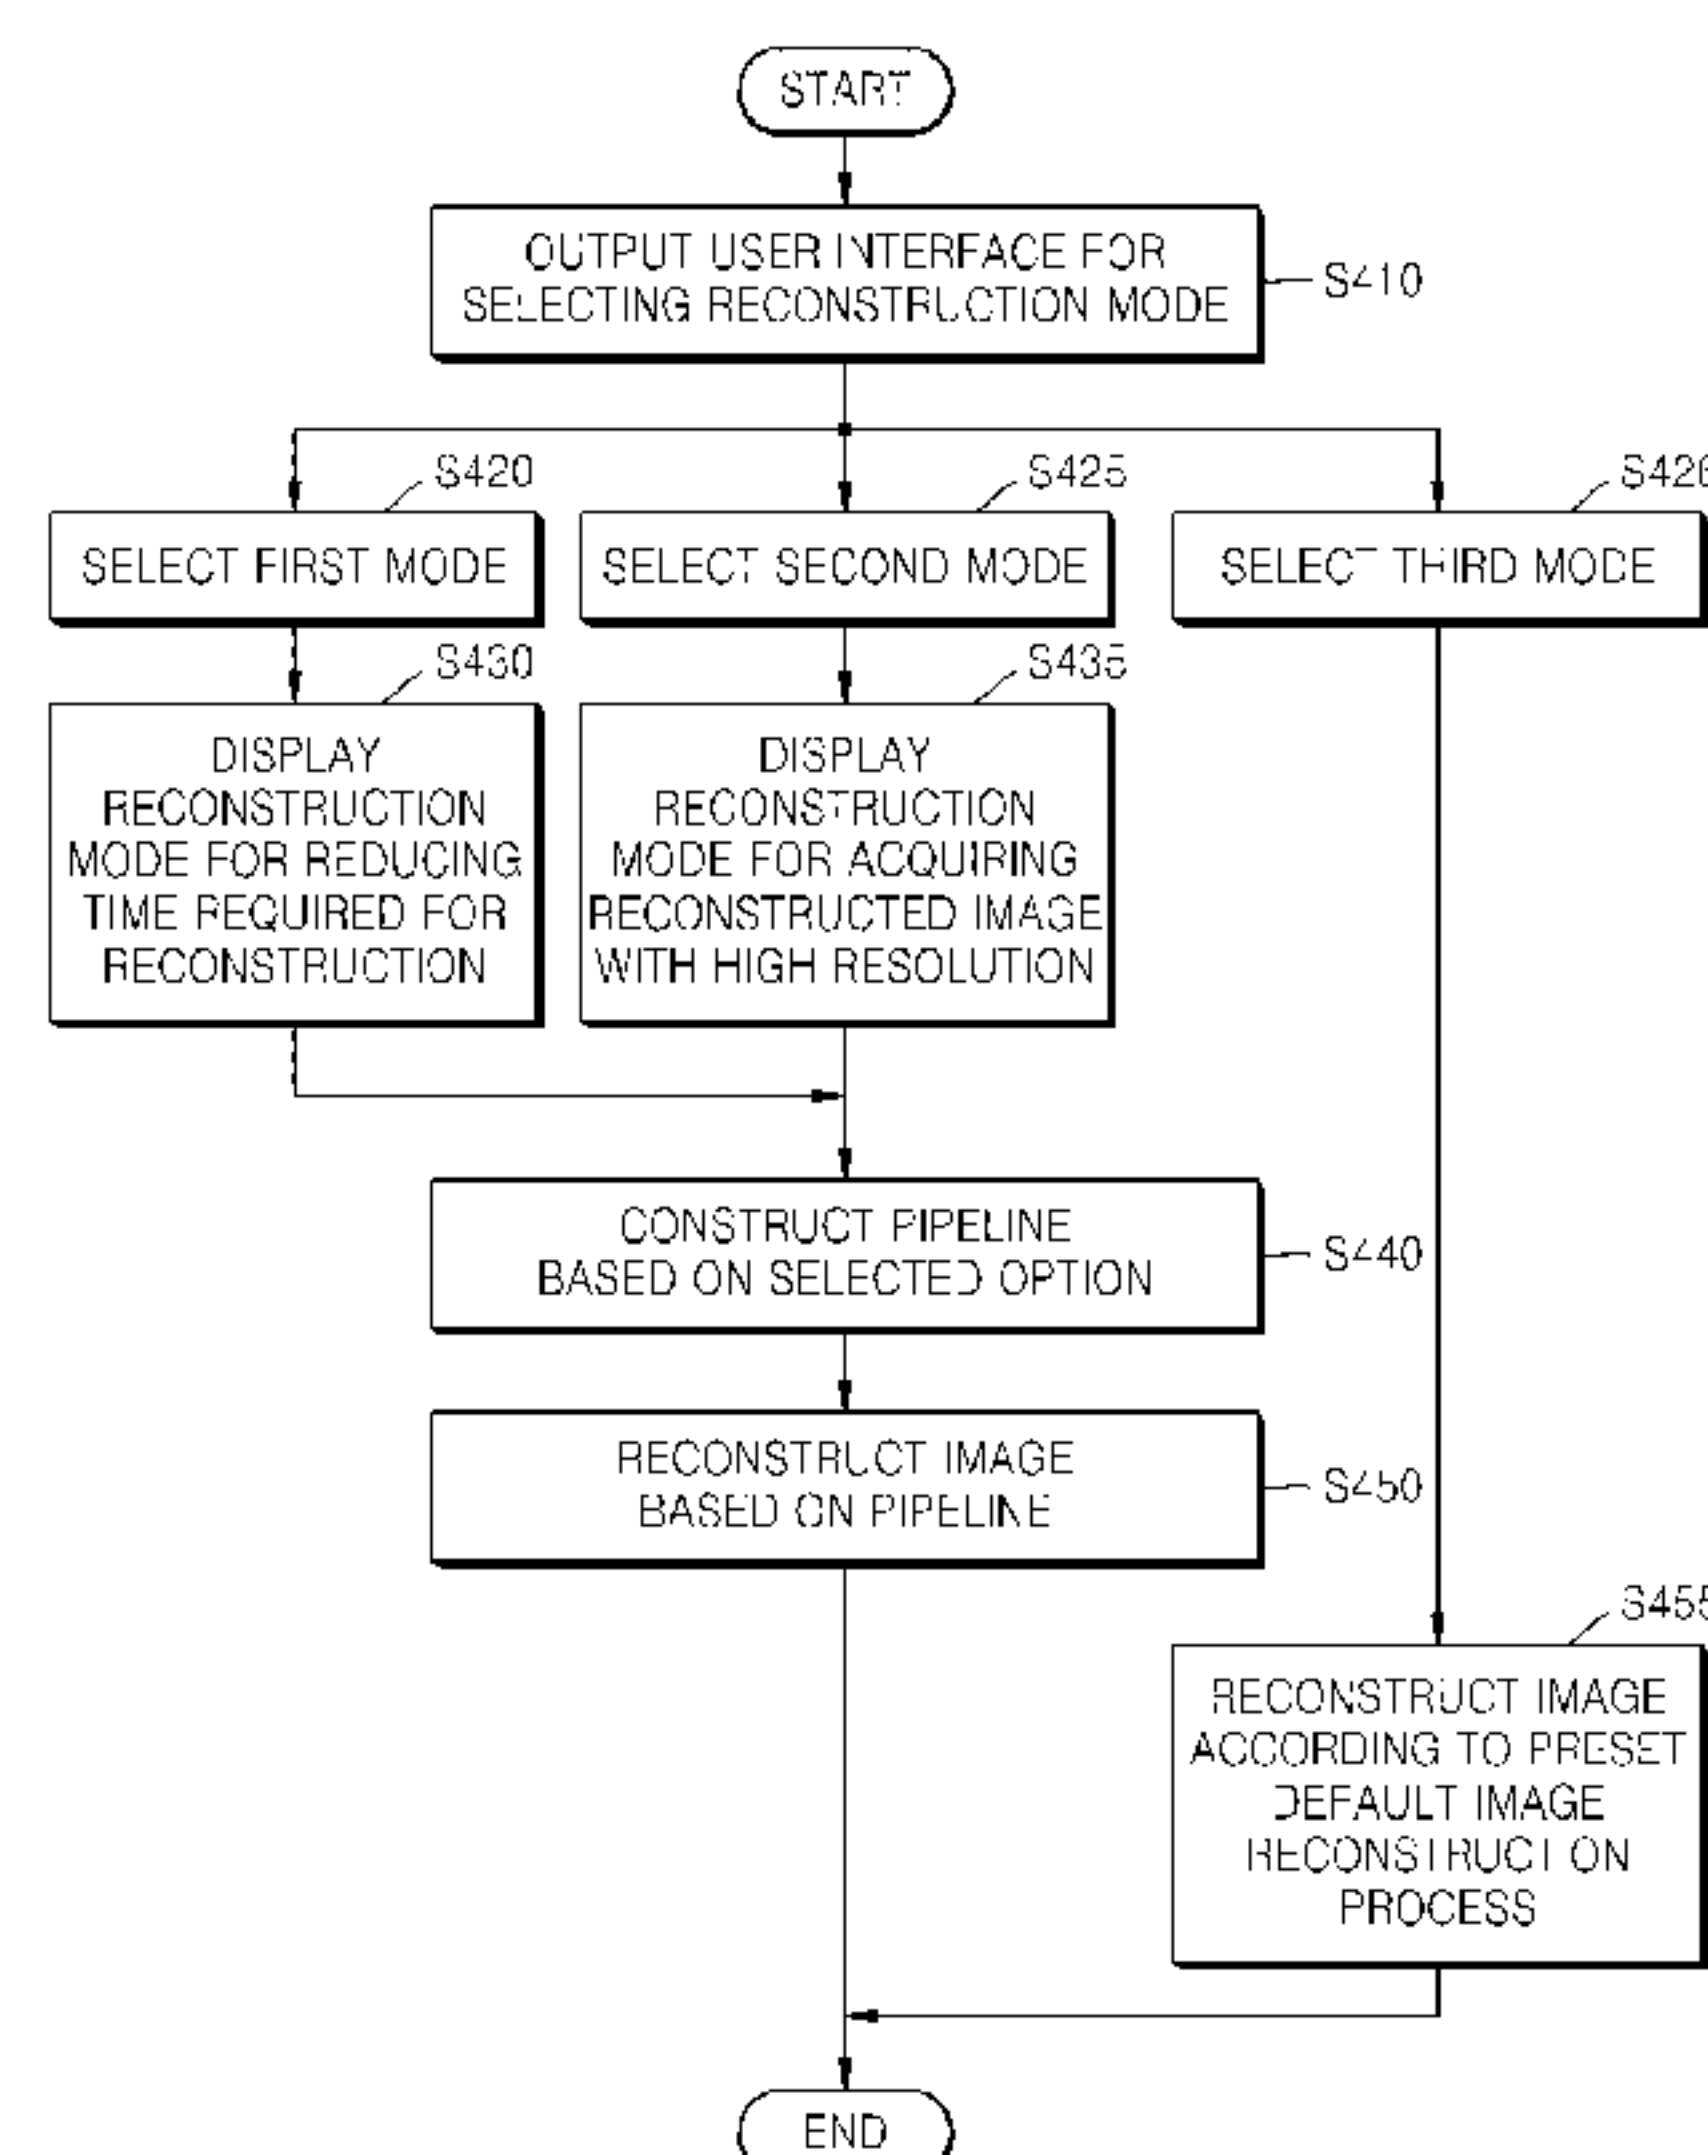 START
OUTPUT USER INTERFACE FOR
SELECTING RECONSTRUCTION MODE
S410
S420
S425
S426
SELECT FIRST MODE
SELECT SECOND MODE
SELECT THIRD MODE
S430
S435
DISPLAY
RECONSTRUCTION
MODE FOR REDUCING
TIME REQUIRED FOR
RECONSTRUCTION
DISPLAY
RECONSTRUCTION
MODE FOR ACQUIRING
RECONSTRUCTED IMAGE
WITH HIGH RESOLUTION
CONSTRUCT PIPELINE
BASED ON SELECTED OPTION
S440
RECONSTRUCT IMAGE
BASED ON PIPELINE
S450
S455
RECONSTRUCT IMAGE
ACCORDING TO PRESET
DEFAULT IMAGE
RECONSTRUCTION
PROCESS
END